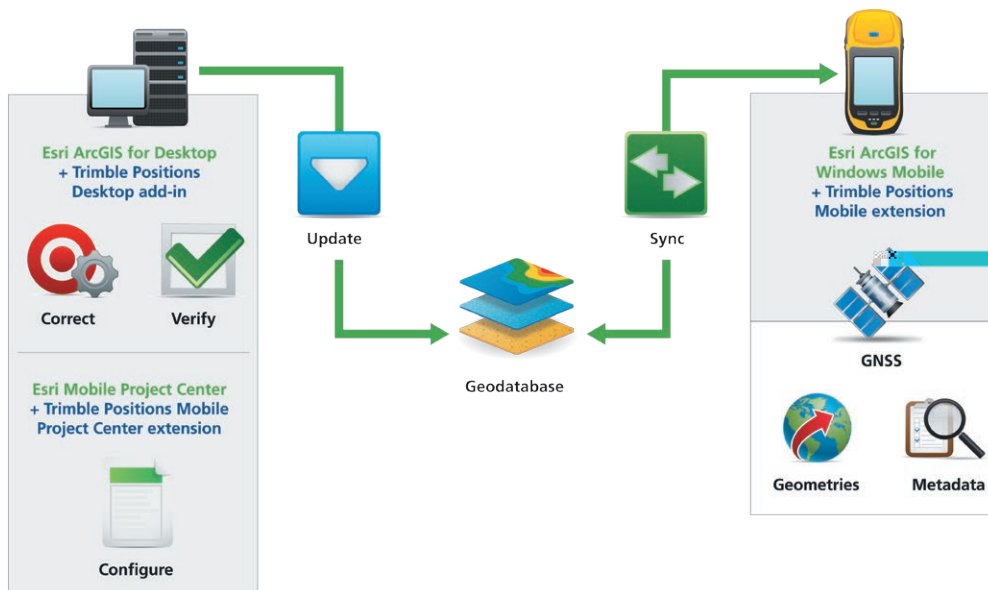 Esri ArcGIS for Desktop
+ Trimble Positions
Desktop add-in
Correct
Verify
Esri Mobile Project Center
+ Trimble Positions Mobile
Project Center extension
Configure
Update
Geodatabase
Sync
Esri ArcGIS for
Windows Mobile
+ Trimble Positions
Mobile extension
GNSS
Geometries
Metadata